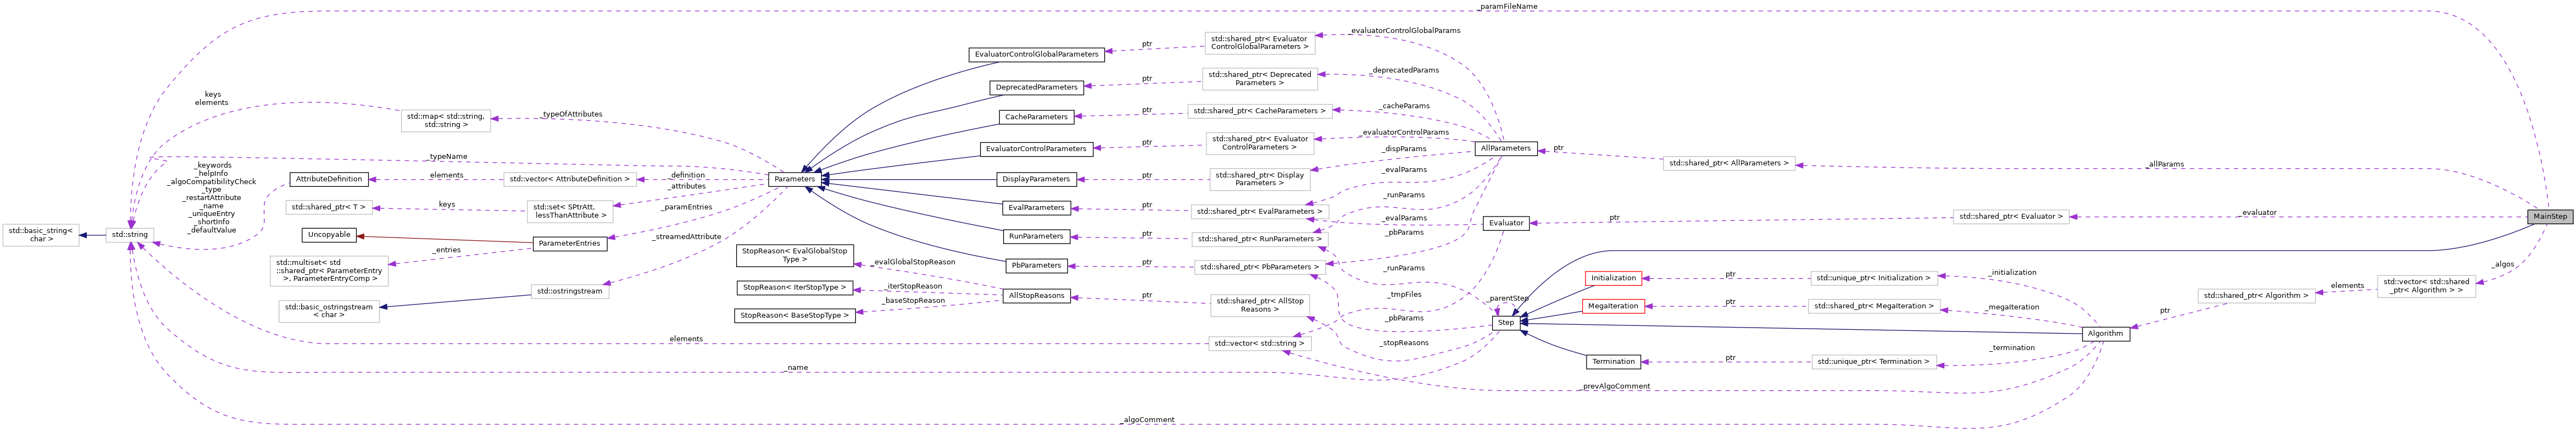 _paramFileName
EvaluatorControlGlobalParameters
ptr
std::shared_ptr< Evaluator
ControlGlobalParameters >
_evaluatorControlGlobalParams
DeprecatedParameters
ptr
std::shared_ptr< Deprecated
Parameters >
_deprecatedParams
keys
elements
std::map< std::string,
std::string >
_typeOfAttributes
CacheParameters
ptr
std::shared_ptr< CacheParameters >
_cacheParams
EvaluatorControlParameters
ptr
std::shared_ptr< Evaluator
ControlParameters >
_evaluatorControlParams
AllParameters
ptr
std::shared_ptr< AllParameters >
_allParams
_typeName
_keywords
_helpInfo
_algoCompatibilityCheck
_type
_restartAttribute
_name
_uniqueEntry
_shortInfo
_defaultValue
AttributeDefinition
elements
std::vector< AttributeDefinition >
_definition
Parameters
DisplayParameters
ptr
std::shared_ptr< Display
Parameters >
_dispParams
_evalParams
_attributes
std::shared_ptr< T >
keys
std::set< SPtrAtt,
lessThanAttribute >
_paramEntries
EvalParameters
ptr
std::shared_ptr< EvalParameters >
_runParams
_evalParams
Evaluator
ptr
std::shared_ptr< Evaluator >
_evaluator
MainStep
std::basic_string<
char >
std::string
Uncopyable
ParameterEntries
_streamedAttribute
RunParameters
ptr
std::shared_ptr< RunParameters >
_pbParams
_entries
std::multiset< std
::shared_ptr< ParameterEntry
>, ParameterEntryComp >
StopReason< EvalGlobalStop
Type >
_evalGlobalStopReason
PbParameters
ptr
std::shared_ptr< PbParameters >
_runParams
std::basic_ostringstream
< char >
std::ostringstream
StopReason< IterStopType >
_iterStopReason
_baseStopReason
AllStopReasons
ptr
std::shared_ptr< AllStop
Reasons >
_tmpFiles
_parentStep
StopReason< BaseStopType >
_pbParams
Step
Initialization
ptr
std::unique_ptr< Initialization >
_initialization
MegaIteration
ptr
std::shared_ptr< MegaIteration >
_megaIteration
std::shared_ptr< Algorithm >
elements
std::vector< std::shared
_ptr< Algorithm > >
_algos
ptr
Algorithm
elements
std::vector< std::string >
_stopReasons
Termination
ptr
std::unique_ptr< Termination >
_termination
_name
_prevAlgoComment
_algoComment